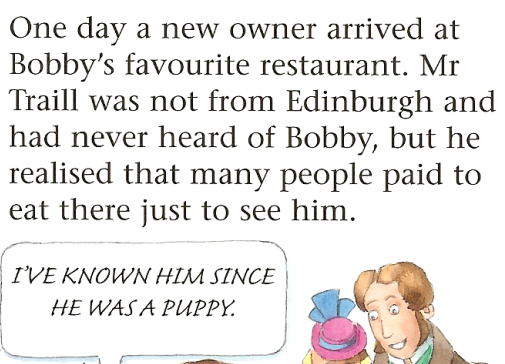 One day a new owner arrived at
Bobby's favourite restaurant. Mr
Traill was not from Edinburgh and
had never heard of Bobby, but he
realised that many people paid to
eat there just to see him.
I'VE KNOWN HIM SINCE
HE WAS A PUPPY.